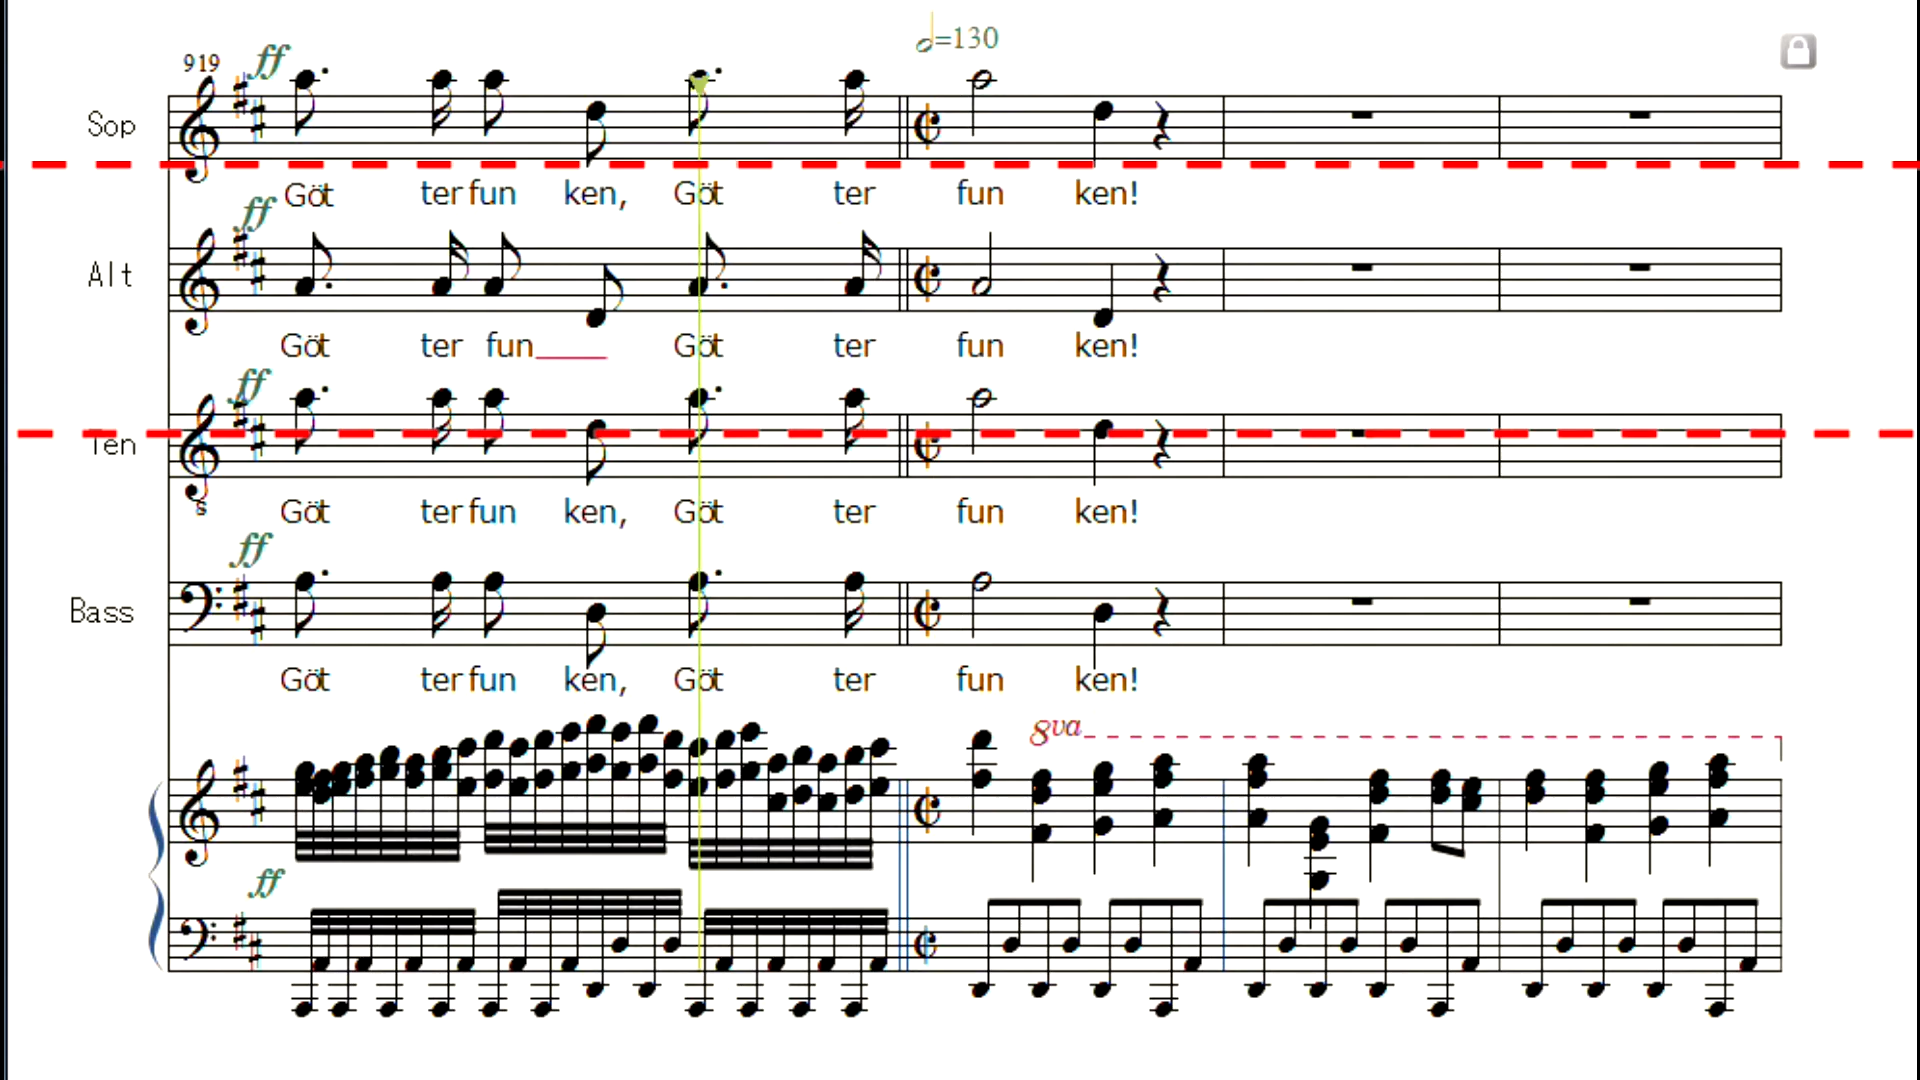 𝅗𝅥=130
919 ff
Sop
Göt ter fun ken, Göt ter fun ken!
ff
Alt
Göt ter fun____ Göt ter fun ken!
ff
Ten
8
Göt ter fun ken, Göt ter fun ken!
ff
Bass
Göt ter fun ken, Göt ter fun ken!
8va
ff